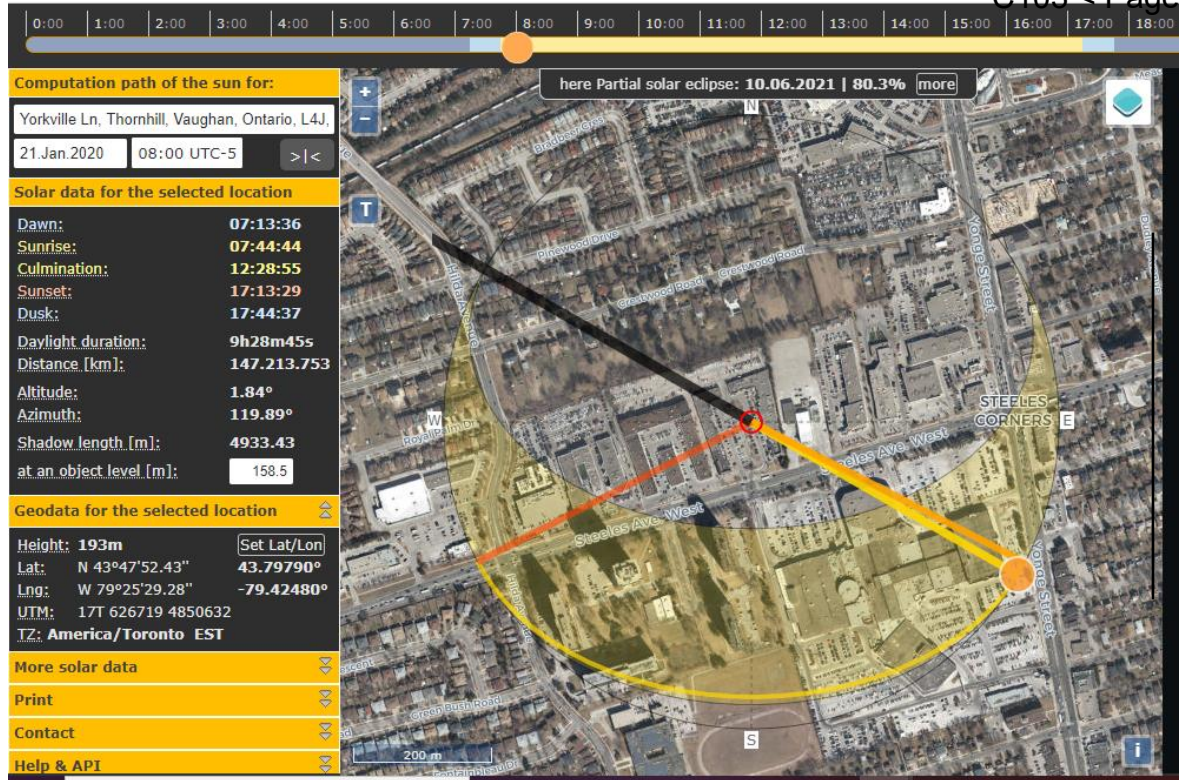 0:00 1:00 2:00 3:00 4:00 5:00 6:00 7:00 8:00 9:00 10:00 11:00 12:00 13:00 14:00 15:00 16:00 17:00 18:00
Computation path of the sun for:
Yorkville Ln, Thornhill, Vaughan, Ontario, L4J,
21.Jan.2020 08:00 UTC-5 >|<
Solar data for the selected location
Dawn: 07:13:36
Sunrise: 07:44:44
Culmination: 12:28:55
Sunset: 17:13:29
Dusk: 17:44:37
Daylight duration: 9h28m45s
Distance [km]: 147.213.753
Altitude: 1.84°
Azimuth: 119.89°
Shadow length [m]: 4933.43
at an object level [m]: 158.5
Geodata for the selected location
Height: 193m Set Lat/Lon
Lat: N 43°47'52.43'' 43.79790°
Lng: W 79°25'29.28'' -79.42480°
UTM: 17T 626719 4850632
TZ: America/Toronto EST
More solar data
Print
Contact
Help & API
+
−
T
here Partial solar eclipse: 10.06.2021 | 80.3% more
N
Pinewood Drive
Crestwood Road
Crestwood Road
Hilda Avenue
Yonge Street
W
Royal Palm Dr
STEELES
CORNERS
E
Steeles Ave. West
Steeles Ave. West
Hilda Avenue
Yonge Street
Green Bush Road
S
200 m
Fontainbleau Dr
i